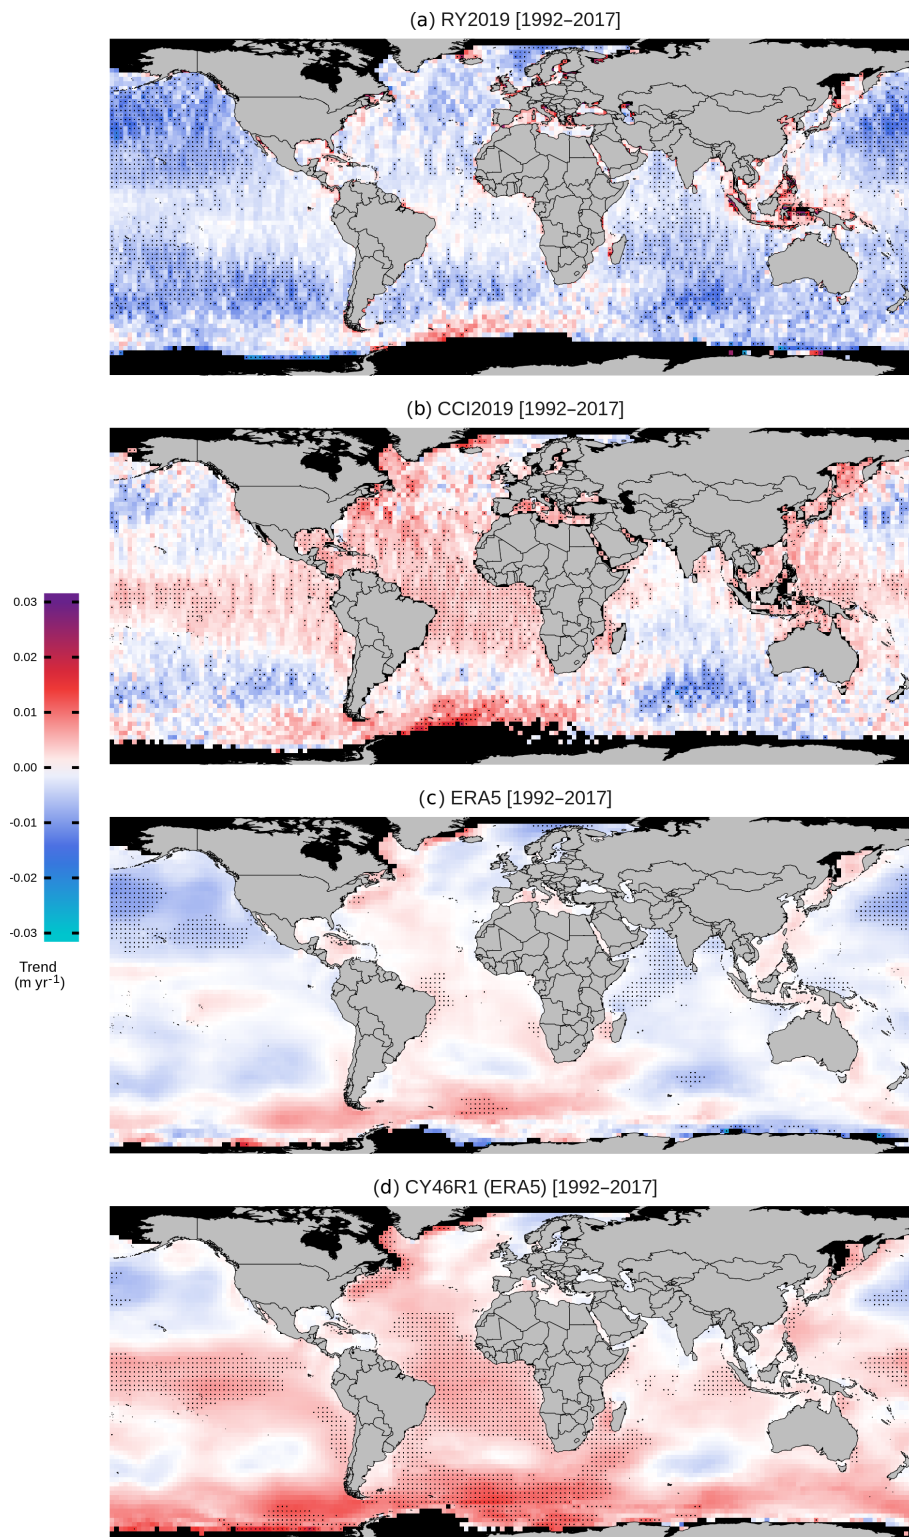 (a) RY2019 [1992–2017]
(b) CCI2019 [1992–2017]
(c) ERA5 [1992–2017]
(d) CY46R1 (ERA5) [1992–2017]
0.03
0.02
0.01
0.00
-0.01
-0.02
-0.03
Trend
(m yr-1)